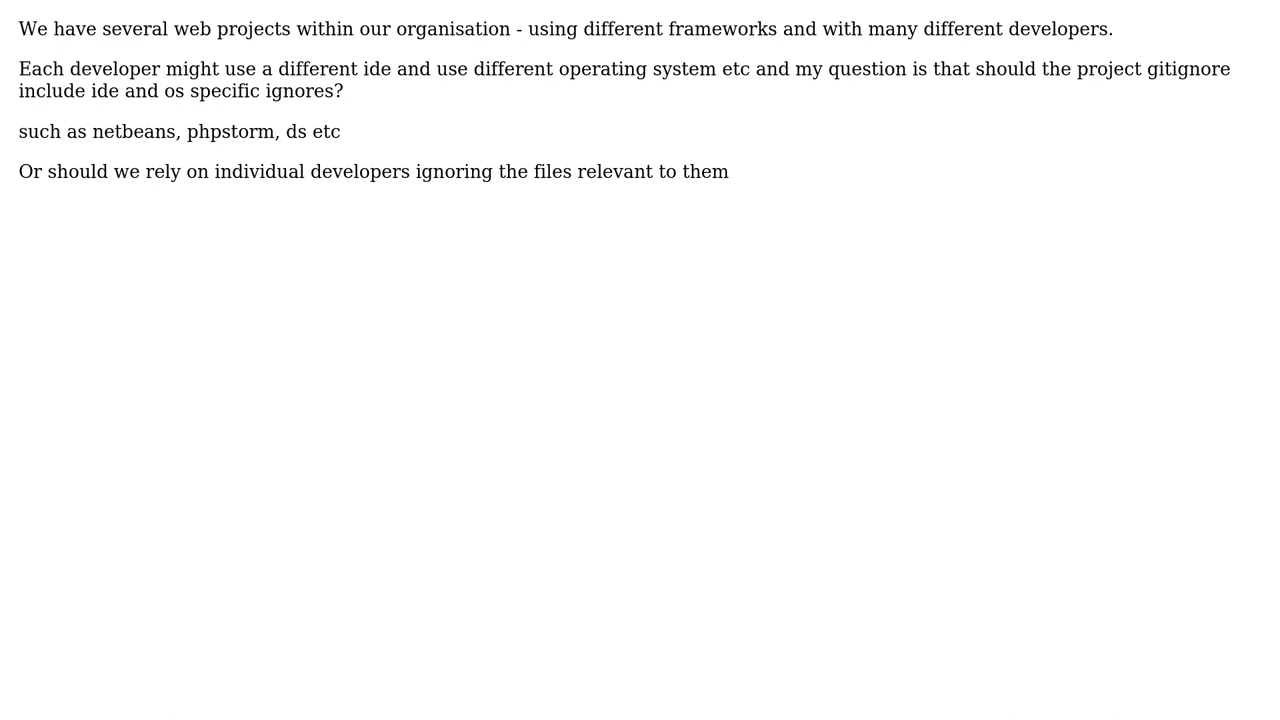 We have several web projects within our organisation - using different frameworks and with many different developers.
Each developer might use a different ide and use different operating system etc and my question is that should the project gitignore
include ide and os specific ignores?
such as netbeans, phpstorm, ds etc
Or should we rely on individual developers ignoring the files relevant to them